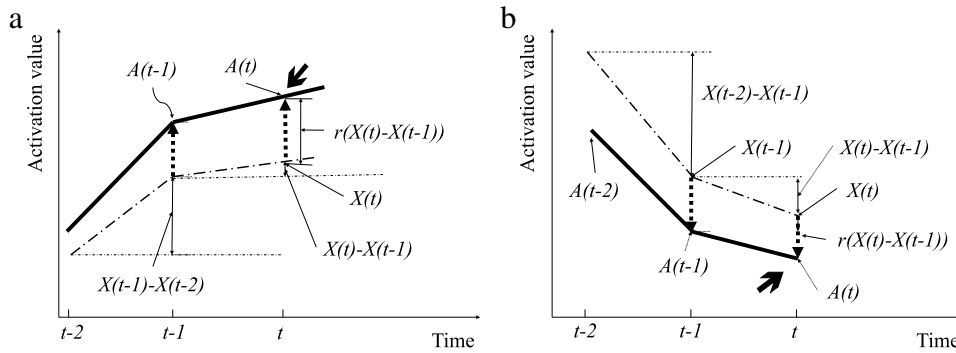 a
Activation value
A(t-1)
A(t)
r(X(t)-X(t-1))
X(t)
X(t)-X(t-1)
X(t-1)-X(t-2)
t-2
t-1
t
Time
b
Activation value
X(t-2)-X(t-1)
X(t-1)
X(t)-X(t-1)
A(t-2)
X(t)
r(X(t)-X(t-1))
A(t-1)
A(t)
t-2
t-1
t
Time